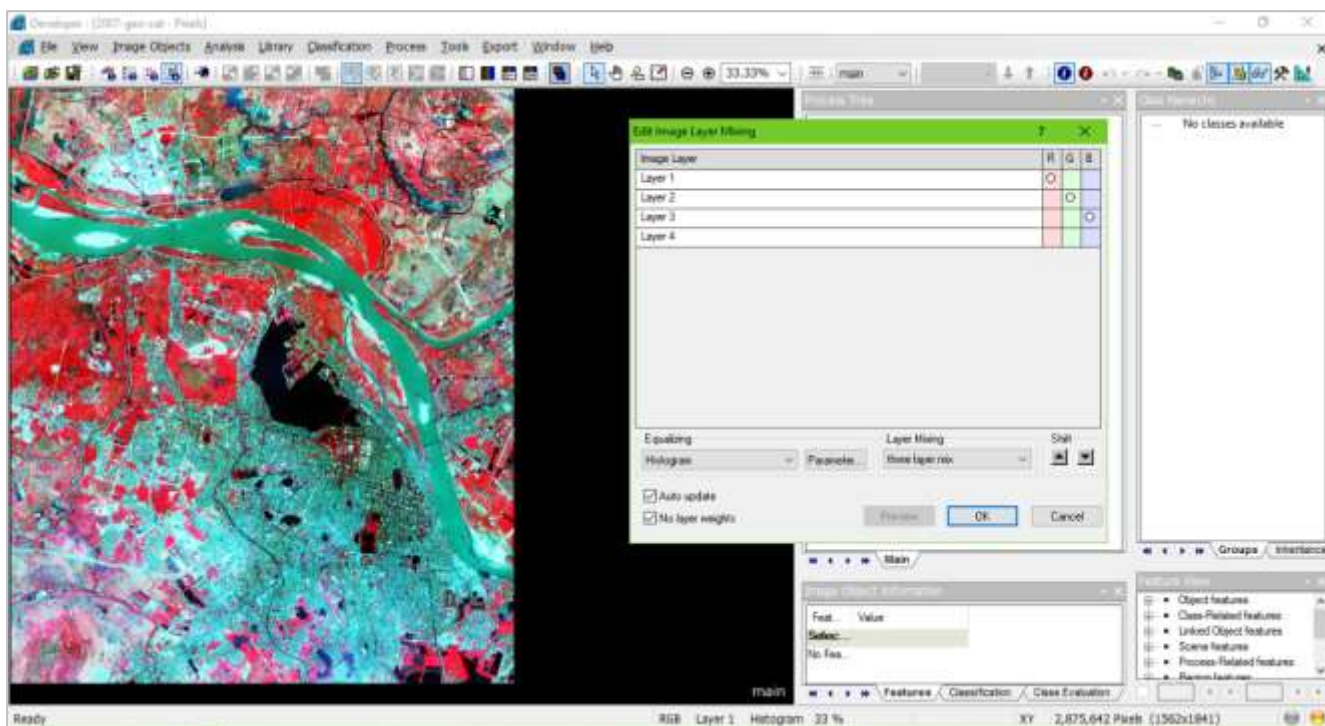 Developer - [2007-geo-cat - Pixels]
File View Image Objects Analysis Library Classification Process Tools Export Window Help
33.33% main
Process Tree
Class Hierarchy
No classes available
Edit Image Layer Mixing ? ×
Image Layer R G B
Layer 1
Layer 2
Layer 3
Layer 4
Equalizing
Histogram
Parameter...
Layer Mixing
three layer mix
Shift
Auto update
No layer weights
Preview OK Cancel
main
Main
Groups Inheritance
Image Object Information
Feat... Value
Selec...
No Fea...
Features Classification Class Evaluation
Feature View
Object features
Class-Related features
Linked Object features
Scene features
Process-Related features
Region features
Ready RGB Layer 1 Histogram 33 % XY 2,875,642 Pixels (1562x1841)